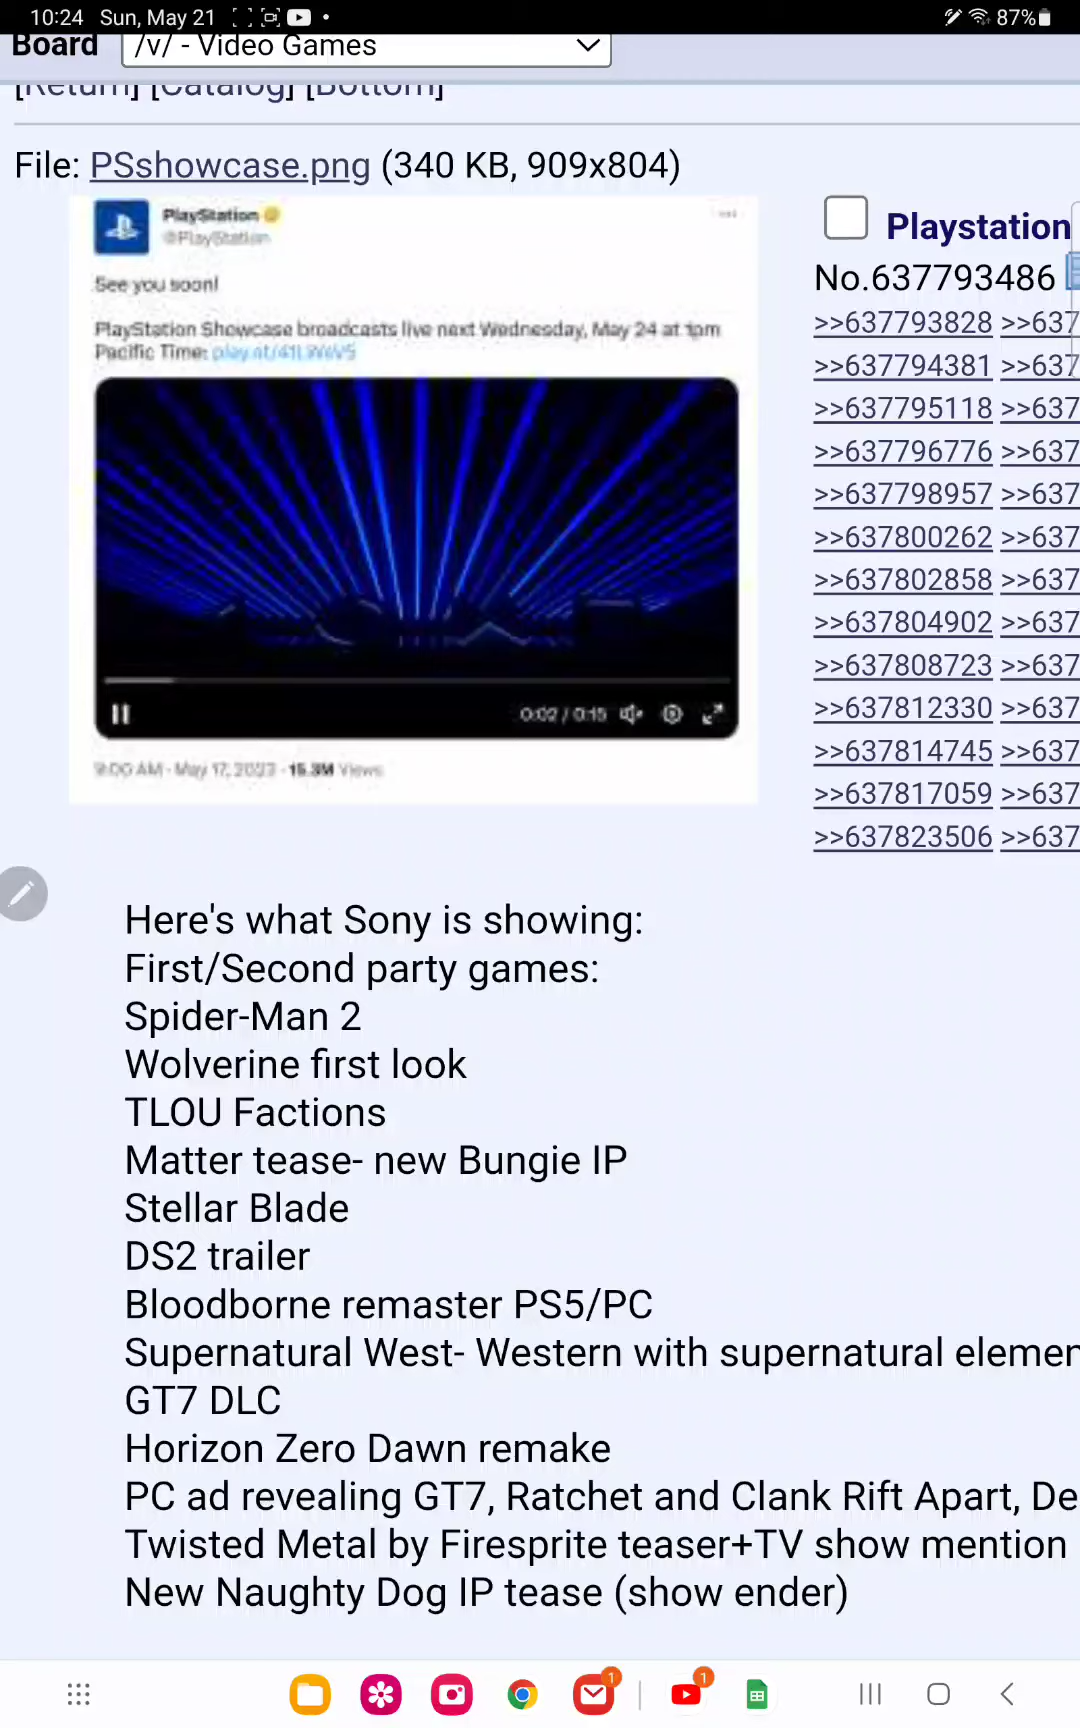 10:24 Sun, May 21
87%
Board /v/ - Video Games
[Return] [Catalog] [Bottom]
File: PSshowcase.png (340 KB, 909x804)
PlayStation
@PlayStation
See you soon!
PlayStation Showcase broadcasts live next Wednesday, May 24 at 1pm
Pacific Time:
0:02 / 0:15
9:00 AM · May 17, 2023 · 15.3M Views
Playstation
No.637793486
>>637793828 >>637
>>637794381 >>637
>>637795118 >>637
>>637796776 >>637
>>637798957 >>637
>>637800262 >>637
>>637802858 >>637
>>637804902 >>637
>>637808723 >>637
>>637812330 >>637
>>637814745 >>637
>>637817059 >>637
>>637823506 >>637
Here's what Sony is showing:
First/Second party games:
Spider-Man 2
Wolverine first look
TLOU Factions
Matter tease- new Bungie IP
Stellar Blade
DS2 trailer
Bloodborne remaster PS5/PC
Supernatural West- Western with supernatural elemen
GT7 DLC
Horizon Zero Dawn remake
PC ad revealing GT7, Ratchet and Clank Rift Apart, De
Twisted Metal by Firesprite teaser+TV show mention
New Naughty Dog IP tease (show ender)
1
1